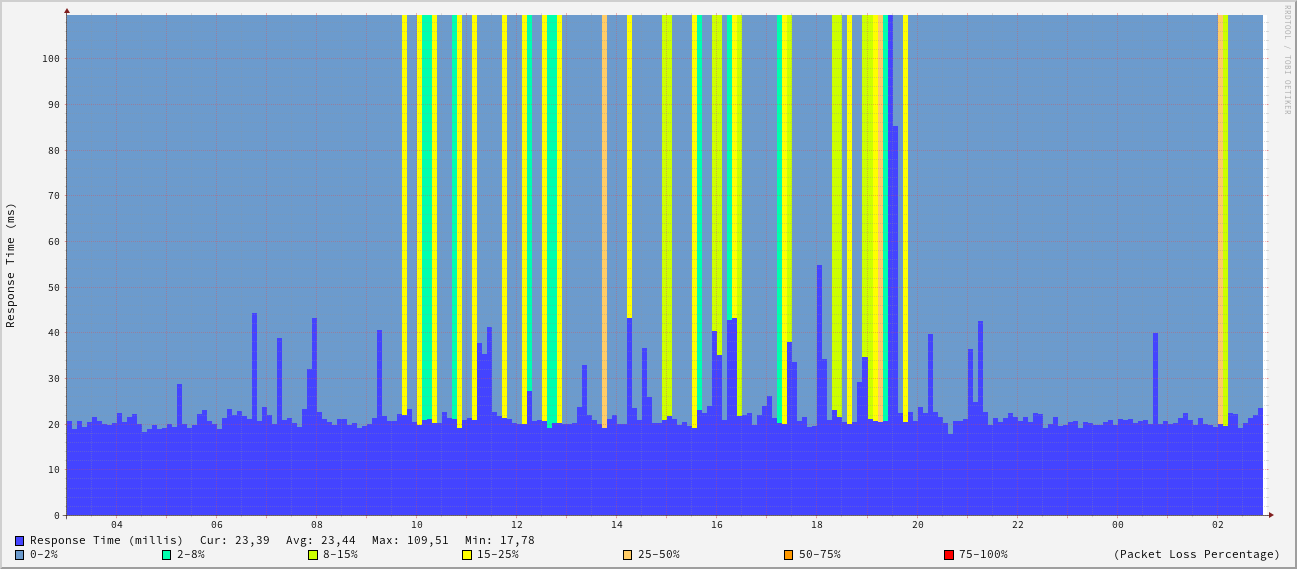 RRDTOOL / TOBI OETIKER
Response Time (ms)
100
90
80
70
60
50
40
30
20
10
0
04 06 08 10 12 14 16 18 20 22 00 02
Response Time (millis) Cur: 23,39 Avg: 23,44 Max: 109,51 Min: 17,78
0-2% 2-8% 8-15% 15-25% 25-50% 50-75% 75-100% (Packet Loss Percentage)